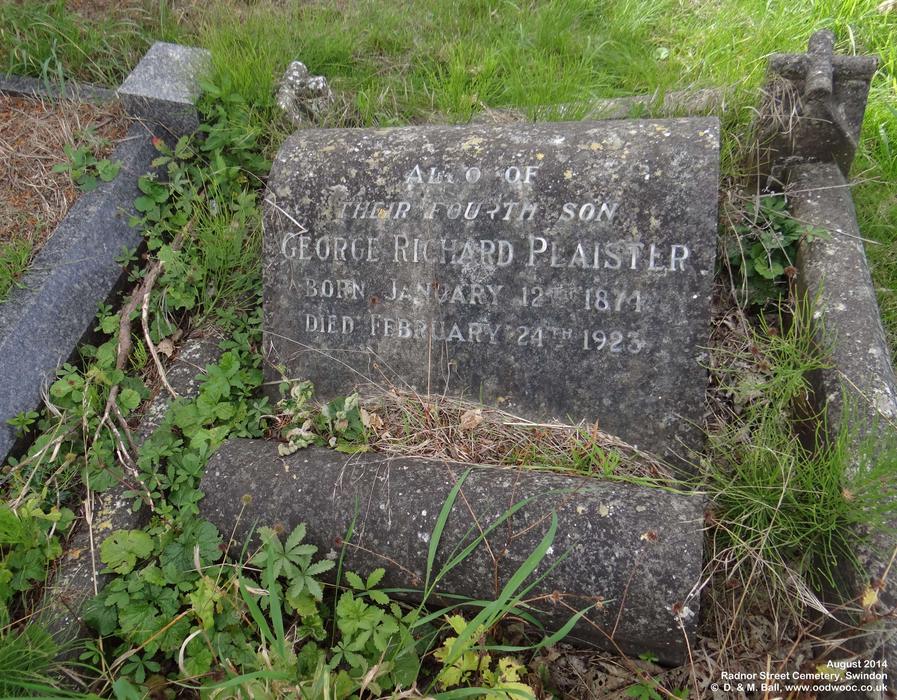 ALSO OF
THEIR FOURTH SON
GEORGE RICHARD PLAISTER
BORN JANUARY 12TH 1874
DIED FEBRUARY 24TH 1923
August 2014
Radnor Street Cemetery, Swindon
© D. & M. Ball, www.oodwooc.co.uk